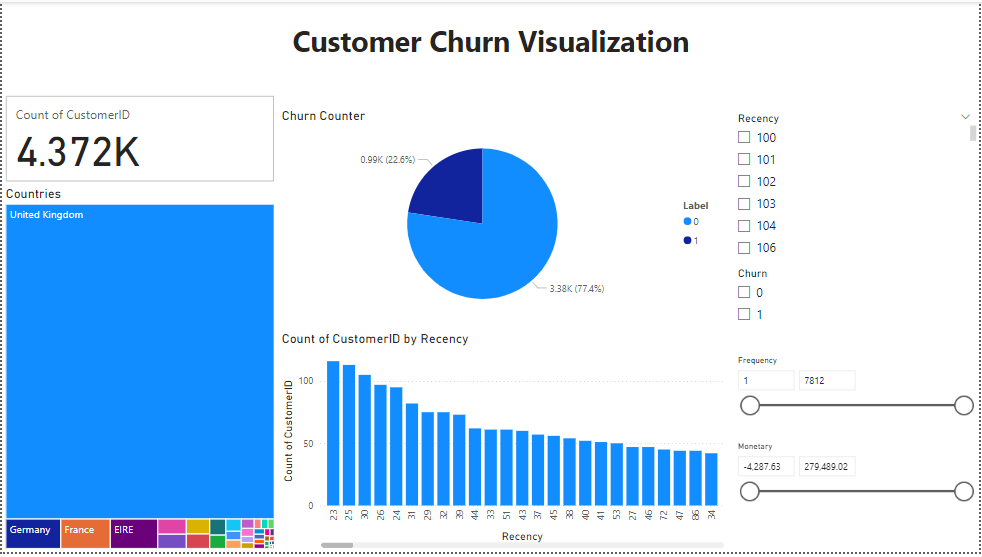 Customer Churn Visualization
Count of CustomerID
4.372K
Countries
United Kingdom
Germany
France
EIRE
Churn Counter
0.99K (22.6%)
3.38K (77.4%)
Label
0
1
Count of CustomerID by Recency
Count of CustomerID
100
50
0
23 25 30 26 24 31 29 32 39 44 33 51 43 37 45 38 40 41 53 27 46 72 47 86 34
Recency
Recency
100
101
102
103
104
106
Churn
0
1
Frequency
1 7812
Monetary
-4,287.63 279,489.02